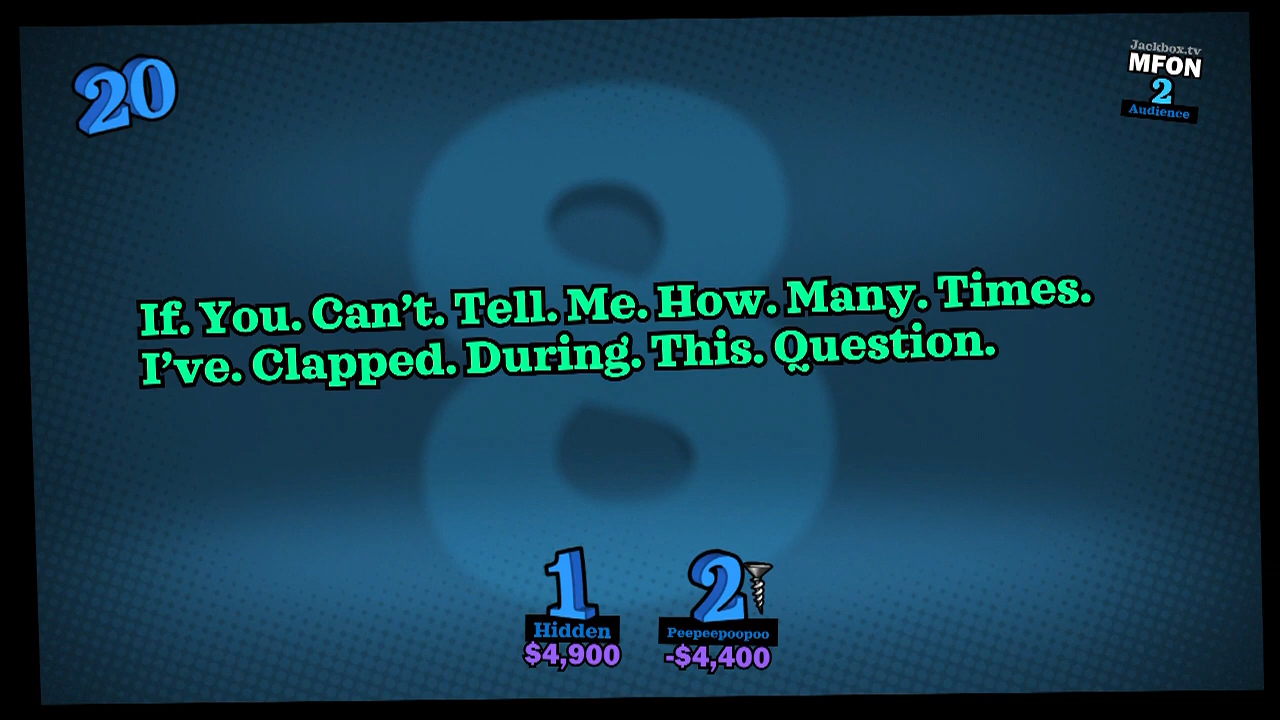 20
Jackbox.tv
MFON
2
Audience
8
If. You. Can't. Tell. Me. How. Many. Times.
I've. Clapped. During. This. Question.
1
2
Hidden
Peepeepoopoo
$4,900
-$4,400